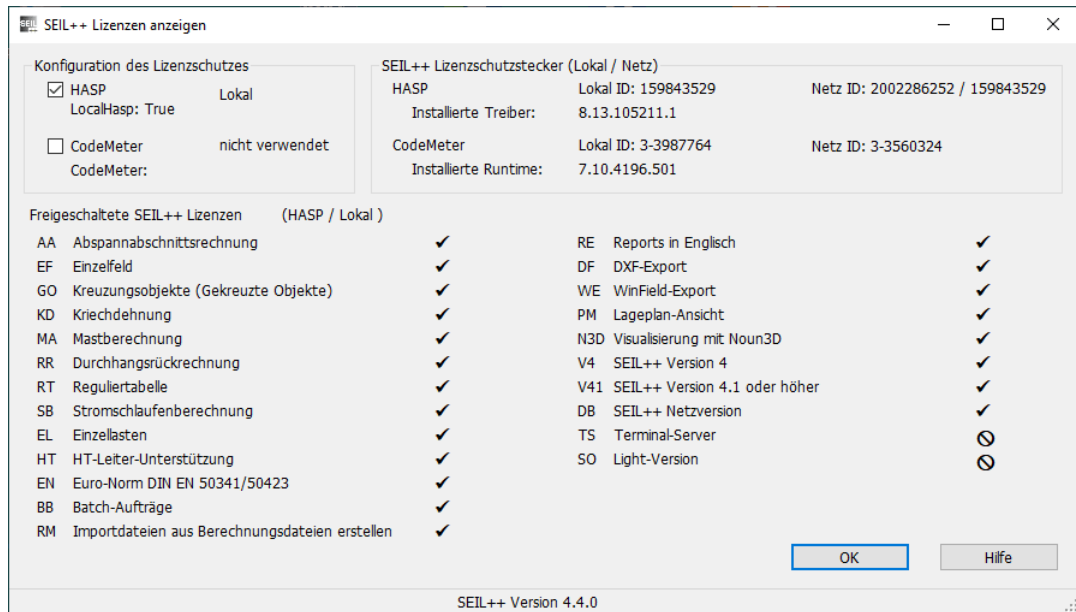 SEIL++ Lizenzen anzeigen
Konfiguration des Lizenzschutzes
HASP Lokal
LocalHasp: True
CodeMeter nicht verwendet
CodeMeter:
SEIL++ Lizenzschutzstecker (Lokal / Netz)
HASP Lokal ID: 159843529 Netz ID: 2002286252 / 159843529
Installierte Treiber: 8.13.105211.1
CodeMeter Lokal ID: 3-3987764 Netz ID: 3-3560324
Installierte Runtime: 7.10.4196.501
Freigeschaltete SEIL++ Lizenzen (HASP / Lokal )
AA Abspannabschnittsrechnung
EF Einzelfeld
GO Kreuzungsobjekte (Gekreuzte Objekte)
KD Kriechdehnung
MA Mastberechnung
RR Durchhangsrückrechnung
RT Reguliertabelle
SB Stromschlaufenberechnung
EL Einzellasten
HT HT-Leiter-Unterstützung
EN Euro-Norm DIN EN 50341/50423
BB Batch-Aufträge
RM Importdateien aus Berechnungsdateien erstellen
RE Reports in Englisch
DF DXF-Export
WE WinField-Export
PM Lageplan-Ansicht
N3D Visualisierung mit Noun3D
V4 SEIL++ Version 4
V41 SEIL++ Version 4.1 oder höher
DB SEIL++ Netzversion
TS Terminal-Server
SO Light-Version
OK Hilfe
SEIL++ Version 4.4.0